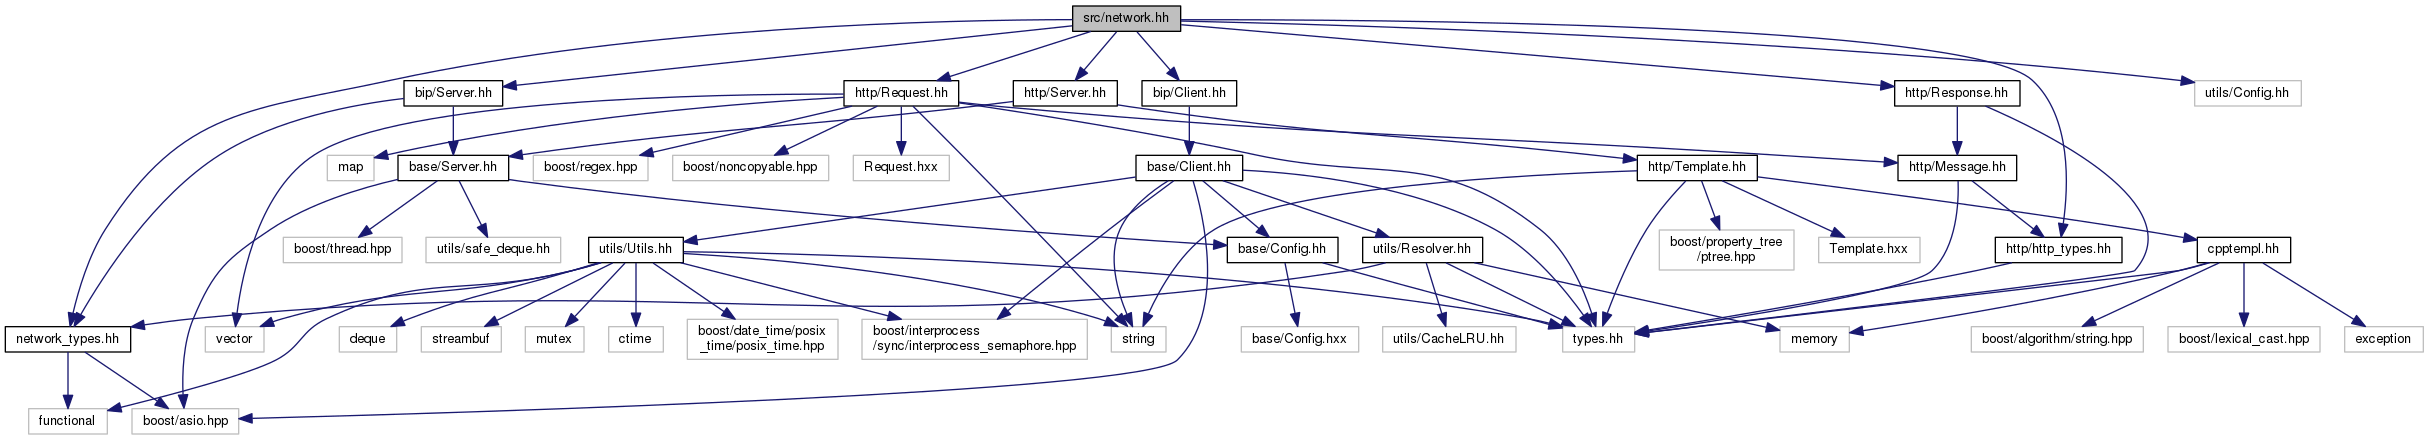 src/network.hh
bip/Server.hh
http/Request.hh
http/Server.hh
bip/Client.hh
http/Response.hh
utils/Config.hh
map
base/Server.hh
boost/regex.hpp
boost/noncopyable.hpp
Request.hxx
base/Client.hh
http/Template.hh
http/Message.hh
boost/thread.hpp
utils/safe_deque.hh
utils/Utils.hh
base/Config.hh
utils/Resolver.hh
boost/property_tree
/ptree.hpp
Template.hxx
http/http_types.hh
cpptempl.hh
network_types.hh
vector
deque
streambuf
mutex
ctime
boost/date_time/posix
_time/posix_time.hpp
boost/interprocess
/sync/interprocess_semaphore.hpp
string
base/Config.hxx
utils/CacheLRU.hh
types.hh
memory
boost/algorithm/string.hpp
boost/lexical_cast.hpp
exception
functional
boost/asio.hpp